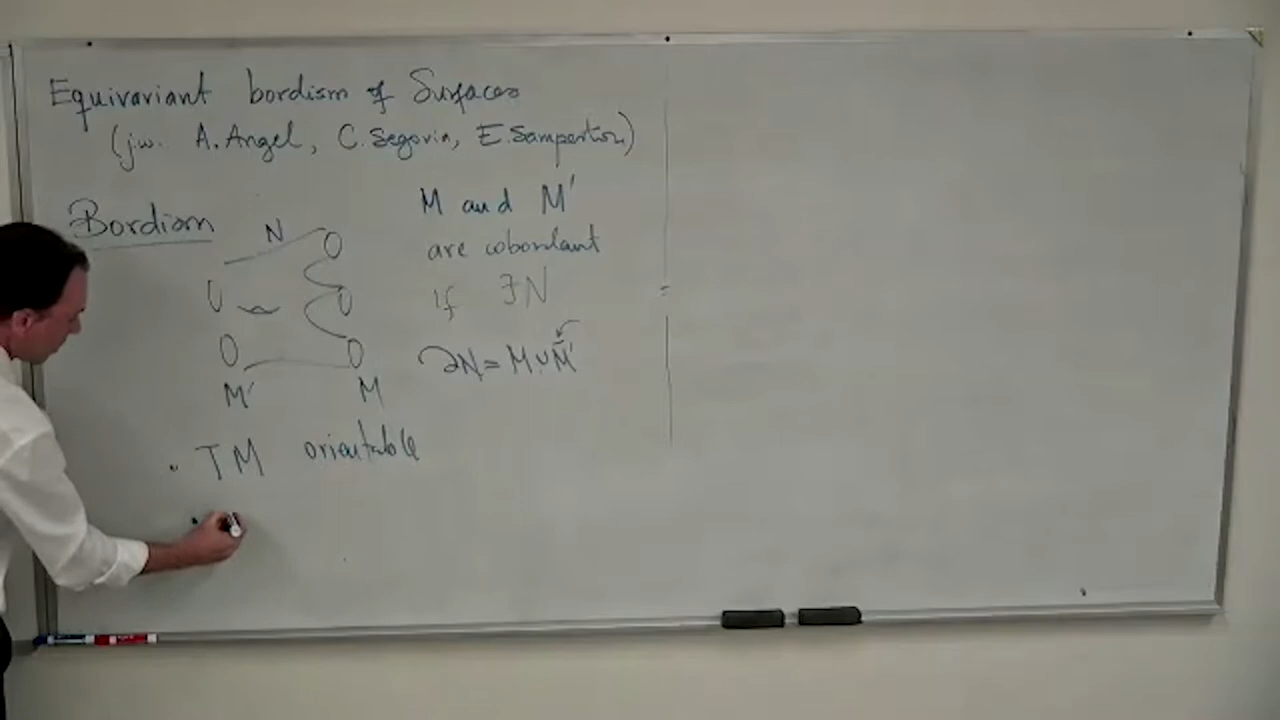 Equivariant bordism of Surfaces
(j.w. A. Angel, C. Segovia, E. Samperton)
Bordism
N
M and M'
are cobordant
if ∃N
∂N = M ∪ M̄'
M' M
• TM orientable